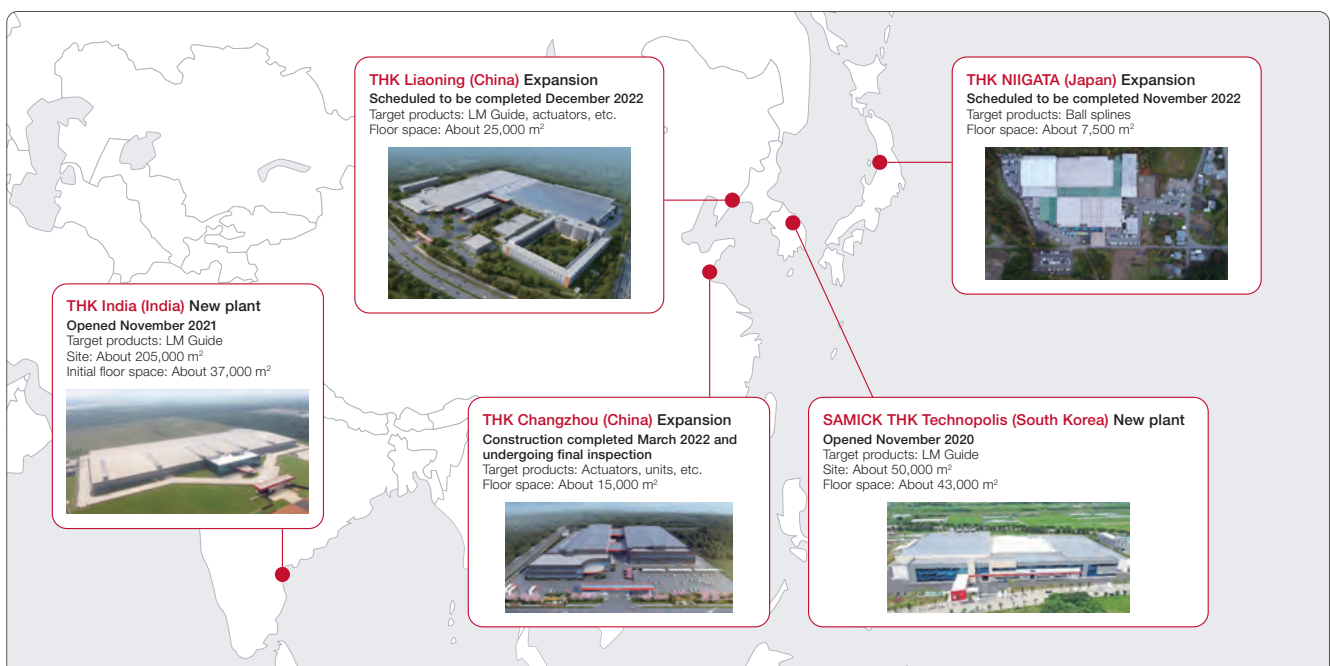 THK Liaoning (China) Expansion
Scheduled to be completed December 2022
Target products: LM Guide, actuators, etc.
Floor space: About 25,000 m²
THK NIIGATA (Japan) Expansion
Scheduled to be completed November 2022
Target products: Ball splines
Floor space: About 7,500 m²
THK India (India) New plant
Opened November 2021
Target products: LM Guide
Site: About 205,000 m²
Initial floor space: About 37,000 m²
THK Changzhou (China) Expansion
Construction completed March 2022 and
undergoing final inspection
Target products: Actuators, units, etc.
Floor space: About 15,000 m²
SAMICK THK Technopolis (South Korea) New plant
Opened November 2020
Target products: LM Guide
Site: About 50,000 m²
Floor space: About 43,000 m²